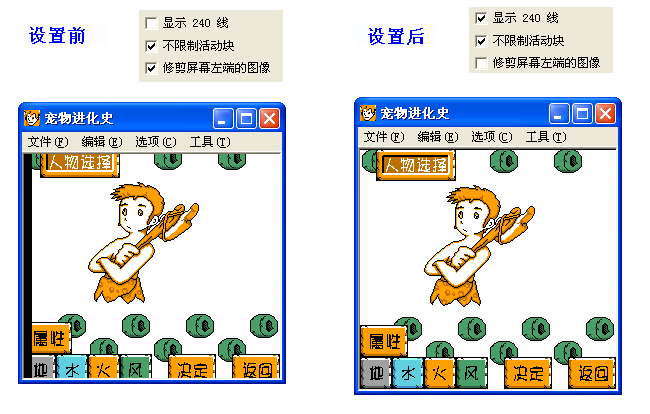 设置前
显示 240 线
不限制活动块
修剪屏幕左端的图像
宠物进化史
文件(F) 编辑(E) 选项(C) 工具(T)
人物选择
属性
地 水 火 风 决定 返回
设置后
显示 240 线
不限制活动块
修剪屏幕左端的图像
宠物进化史
文件(F) 编辑(E) 选项(C) 工具(T)
人物选择
属性
地 水 火 风 决定 返回